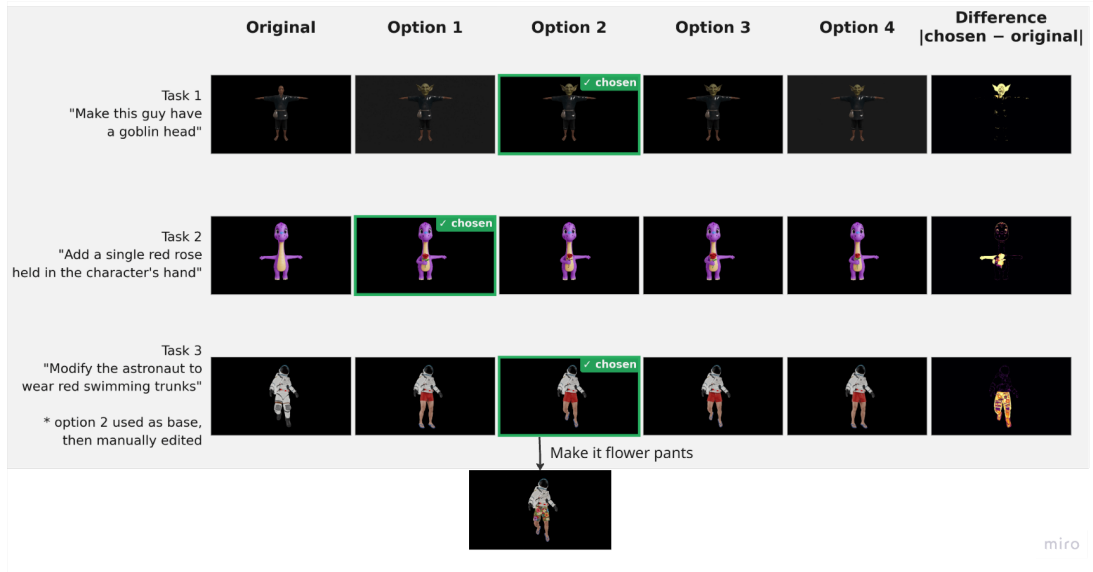 Original
Option 1
Option 2
Option 3
Option 4
Difference
|chosen − original|
Task 1
"Make this guy have
a goblin head"
✓ chosen
Task 2
"Add a single red rose
held in the character's hand"
✓ chosen
Task 3
"Modify the astronaut to
wear red swimming trunks"
* option 2 used as base,
then manually edited
✓ chosen
Make it flower pants
miro